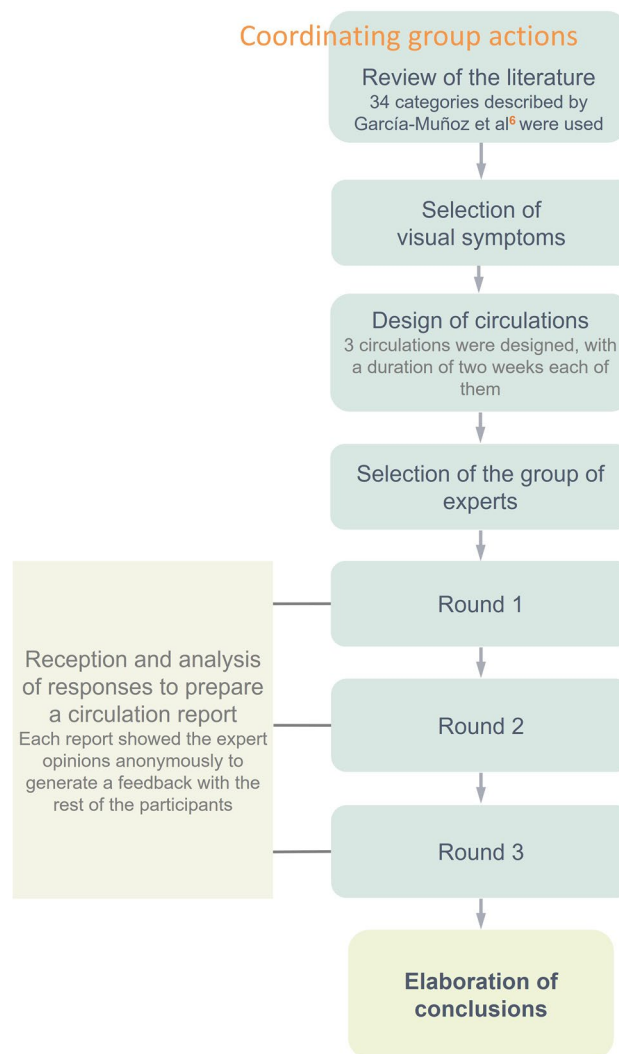 Coordinating group actions
Review of the literature
34 categories described by
García-Muñoz et al⁶ were used
Selection of
visual symptoms
Design of circulations
3 circulations were designed, with
a duration of two weeks each of
them
Selection of the group of
experts
Round 1
Reception and analysis
of responses to prepare
a circulation report
Each report showed the expert
opinions anonymously to
generate a feedback with the
rest of the participants
Round 2
Round 3
Elaboration of
conclusions